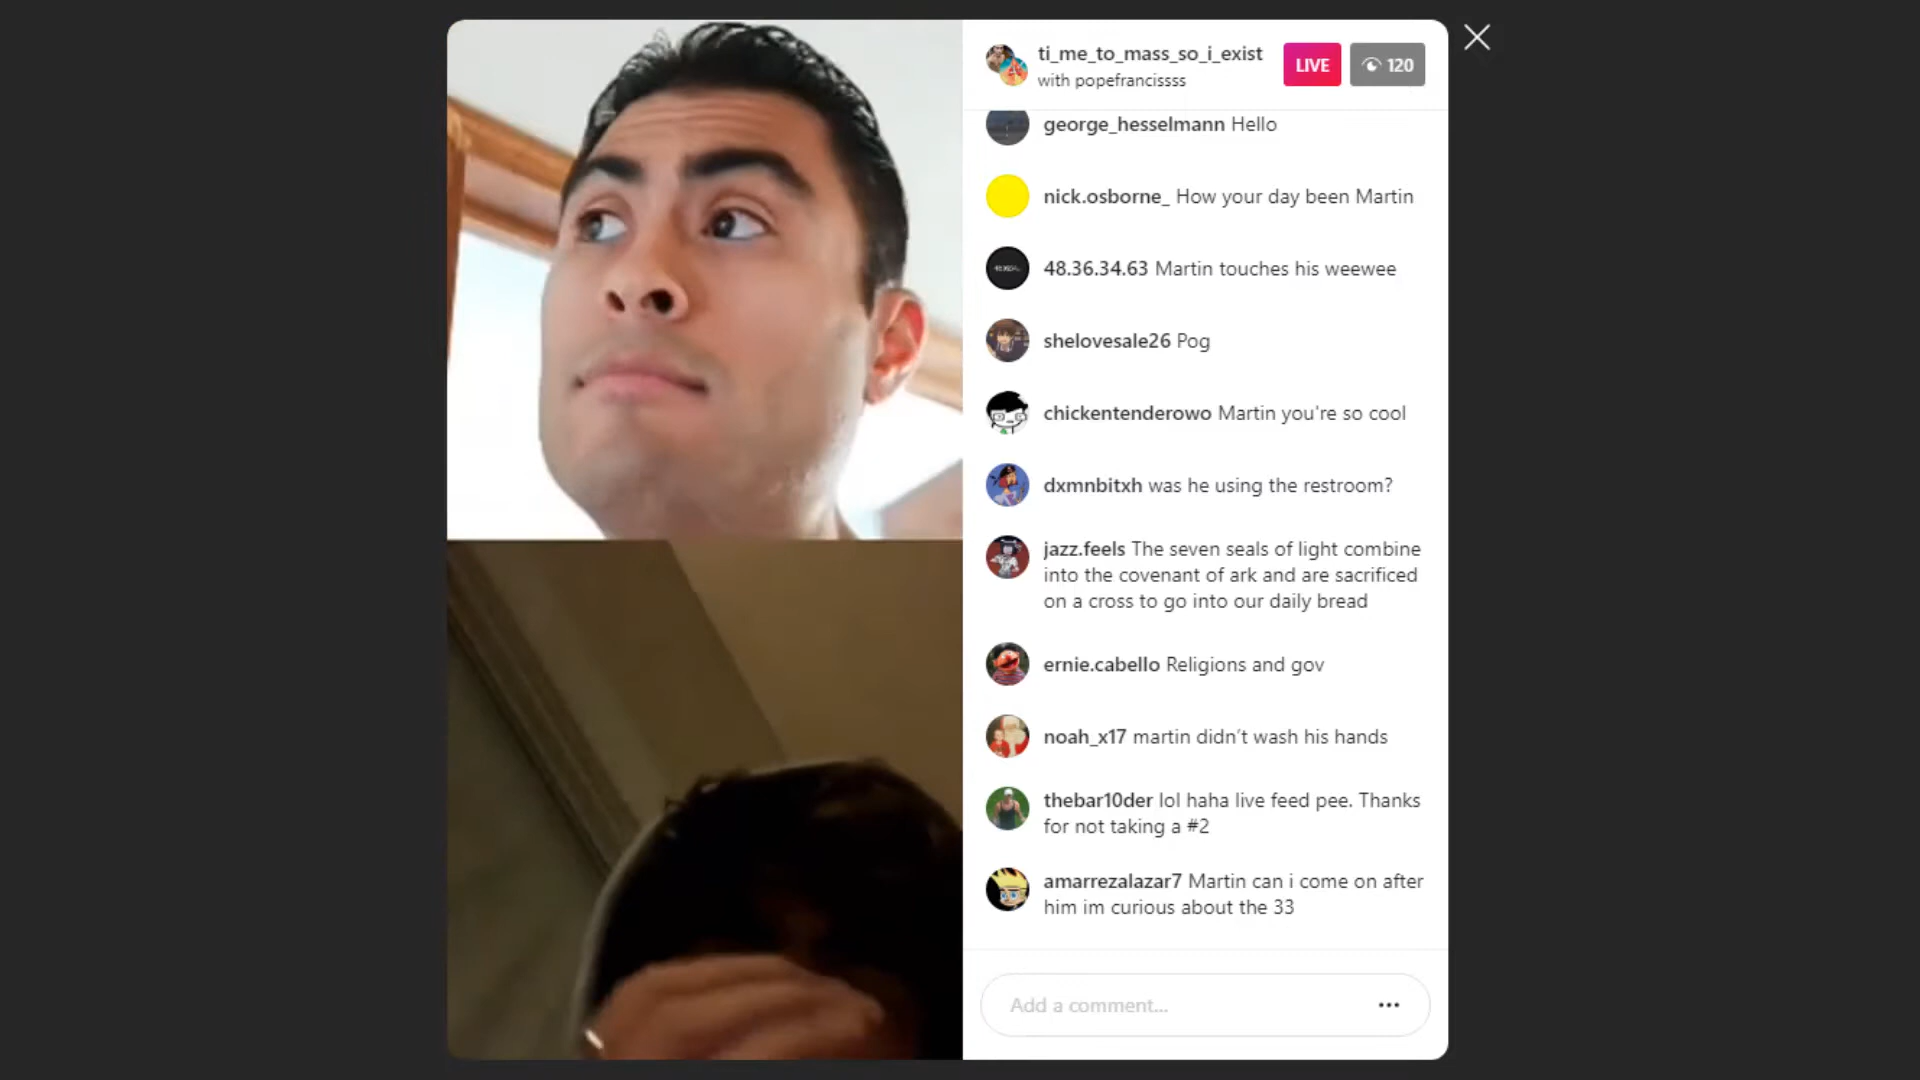 ti_me_to_mass_so_i_exist
with popefrancissss
LIVE
120
george_hesselmann Hello
nick.osborne_ How your day been Martin
48.36.34.63 Martin touches his weewee
shelovesale26 Pog
chickentenderowo Martin you're so cool
dxmnbitxh was he using the restroom?
jazz.feels The seven seals of light combine
into the covenant of ark and are sacrificed
on a cross to go into our daily bread
ernie.cabello Religions and gov
noah_x17 martin didn’t wash his hands
thebar10der lol haha live feed pee. Thanks
for not taking a #2
amarrezalazar7 Martin can i come on after
him im curious about the 33
Add a comment...